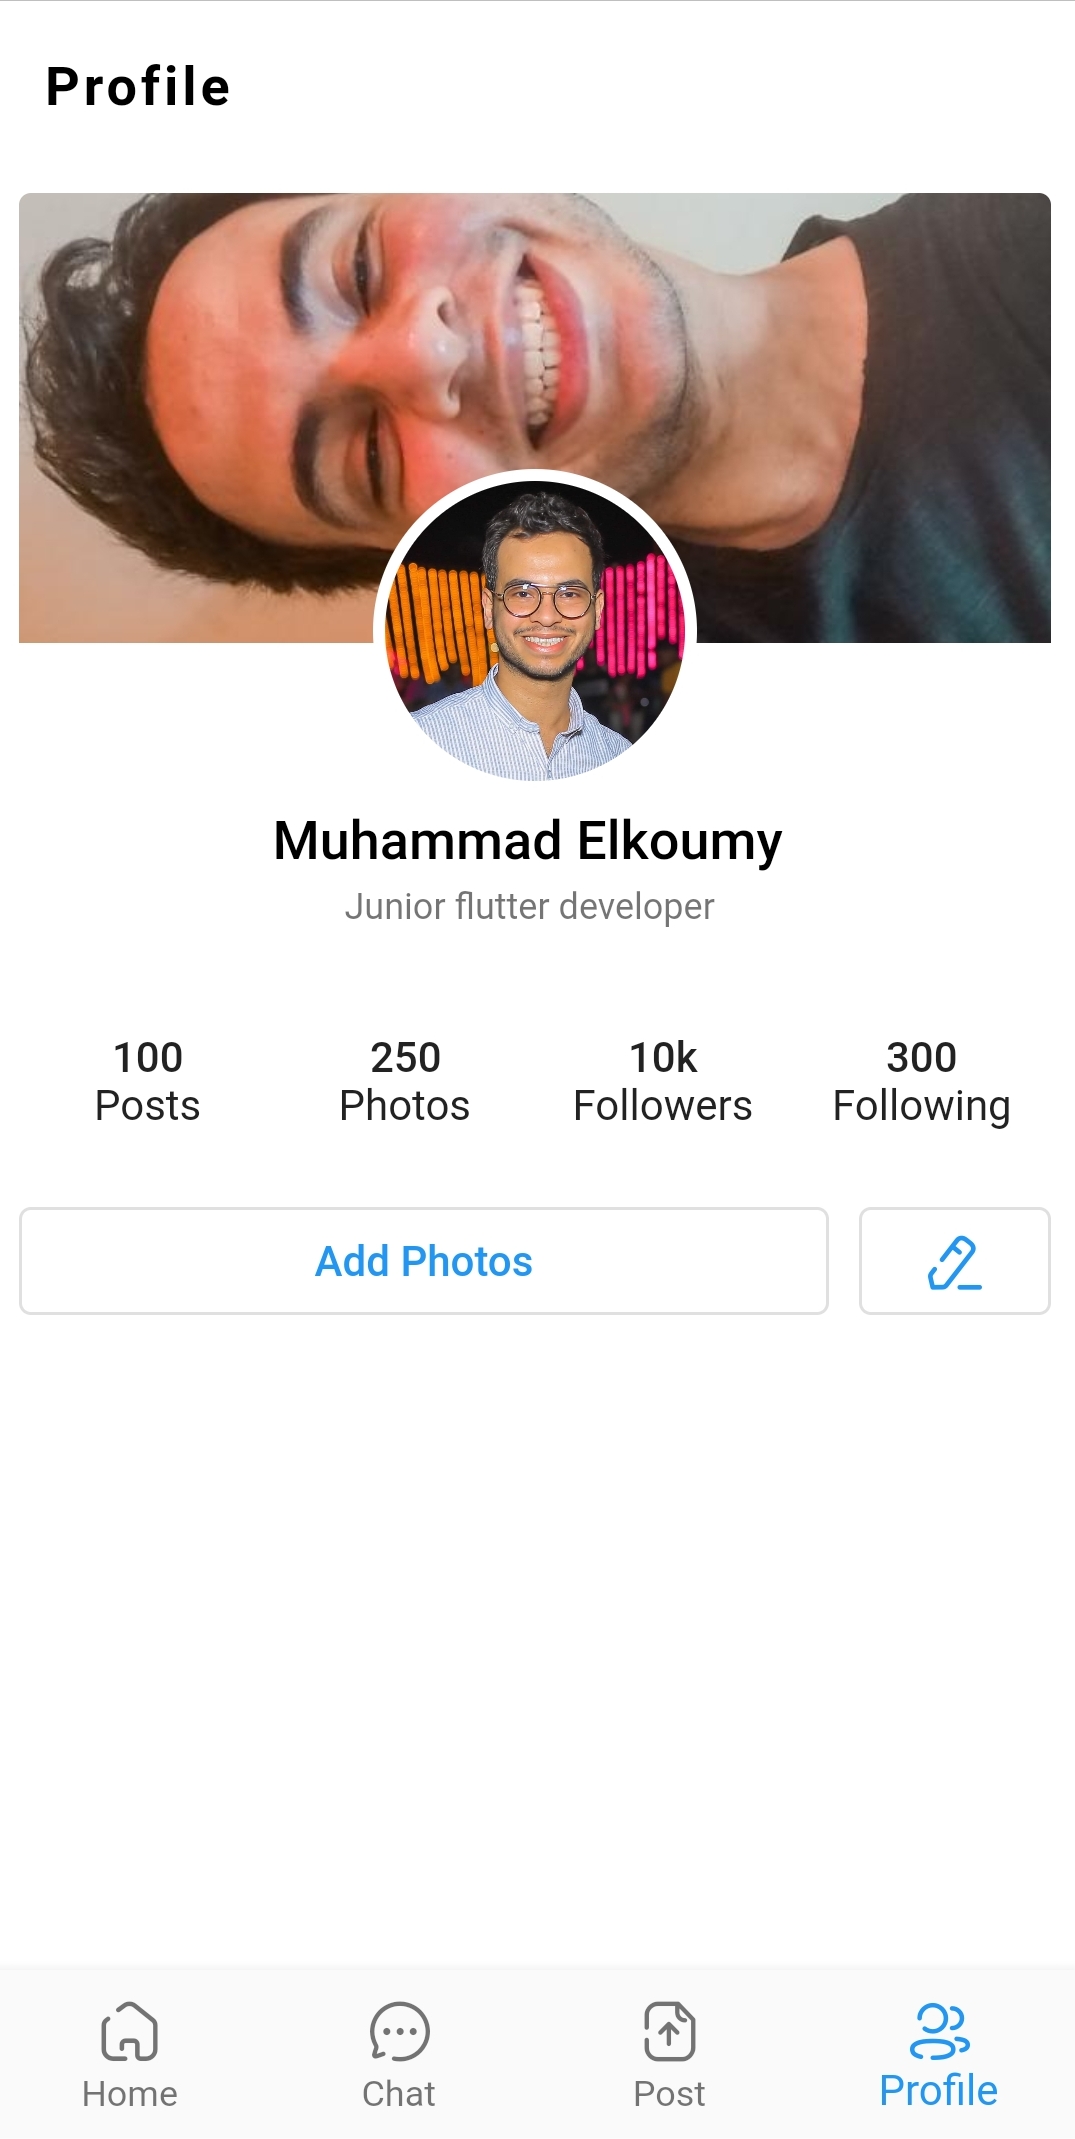 Profile
Muhammad Elkoumy
Junior flutter developer
100 250 10k 300
Posts Photos Followers Following
Add Photos
Home Chat Post Profile